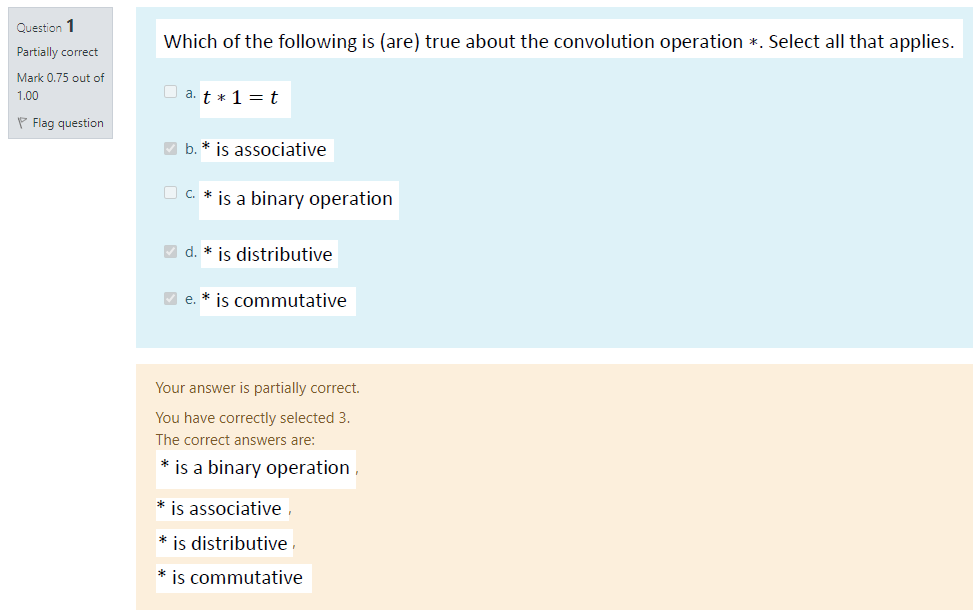 Question 1
Partially correct
Mark 0.75 out of
1.00
Flag question
Which of the following is (are) true about the convolution operation ∗. Select all that applies.
a. t ∗ 1 = t
b. * is associative
c. * is a binary operation
d. * is distributive
e. * is commutative
Your answer is partially correct.
You have correctly selected 3.
The correct answers are:
* is a binary operation ,
* is associative ,
* is distributive ,
* is commutative